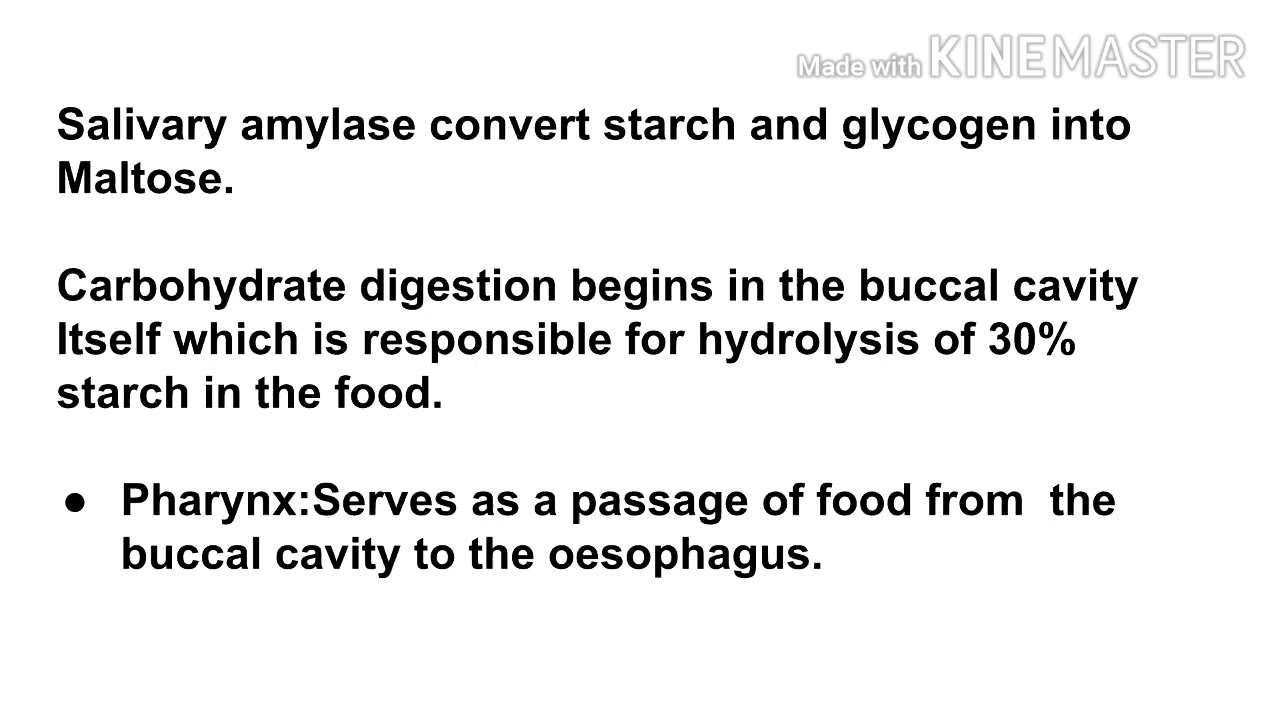 Made with KINEMASTER
Salivary amylase convert starch and glycogen into
Maltose.
Carbohydrate digestion begins in the buccal cavity
Itself which is responsible for hydrolysis of 30%
starch in the food.
● Pharynx:Serves as a passage of food from  the
buccal cavity to the oesophagus.